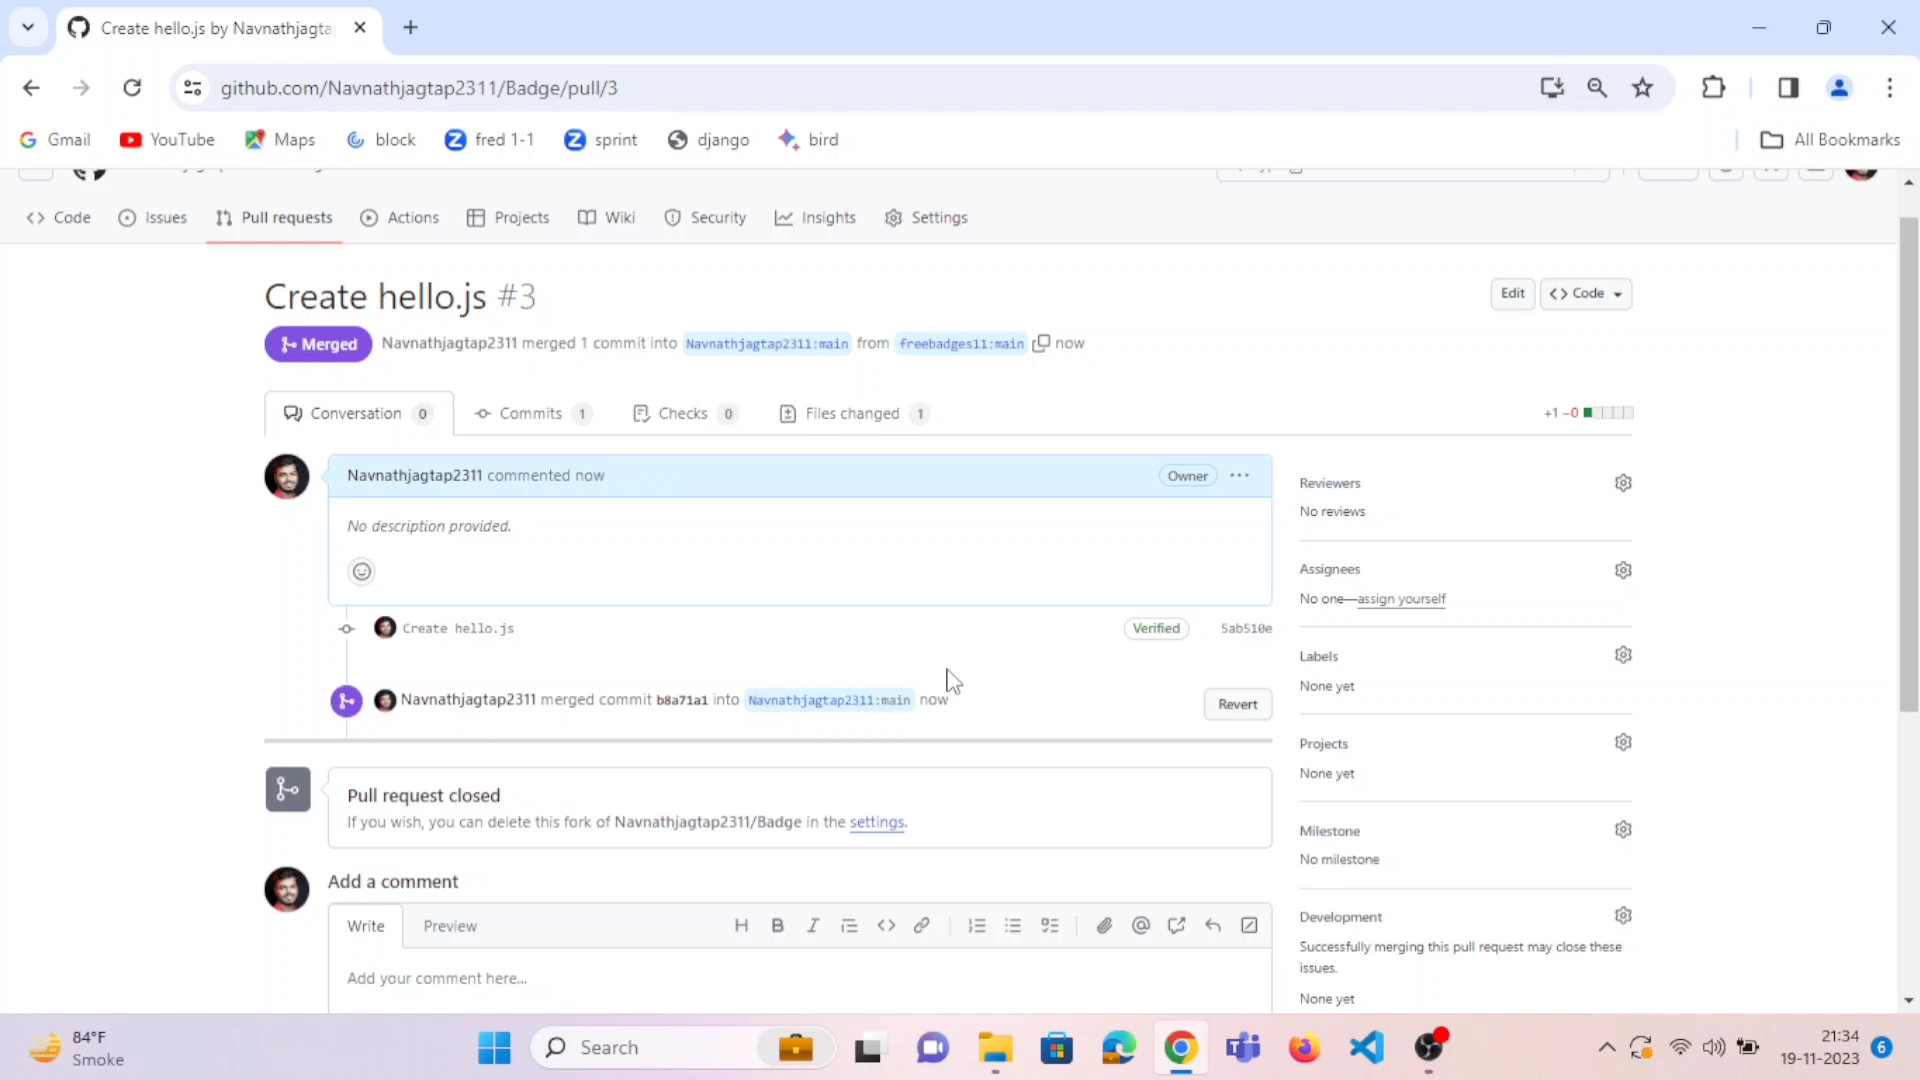 Create hello.js by Navnathjagta
github.com/Navnathjagtap2311/Badge/pull/3
Gmail YouTube Maps block fred 1-1 sprint django bird All Bookmarks
Code Issues Pull requests Actions Projects Wiki Security Insights Settings
Create hello.js #3
Edit <> Code
Merged Navnathjagtap2311 merged 1 commit into Navnathjagtap2311:main from freebadges11:main now
Conversation 0 Commits 1 Checks 0 Files changed 1 +1 −0
Navnathjagtap2311 commented now Owner ...
No description provided.
Create hello.js Verified 5ab510e
Navnathjagtap2311 merged commit b8a71a1 into Navnathjagtap2311:main now Revert
Pull request closed
If you wish, you can delete this fork of Navnathjagtap2311/Badge in the settings.
Add a comment
Write Preview
Add your comment here...
Reviewers
No reviews
Assignees
No one—assign yourself
Labels
None yet
Projects
None yet
Milestone
No milestone
Development
Successfully merging this pull request may close these
issues.
None yet
84°F
Smoke
Search
21:34
19-11-2023
6